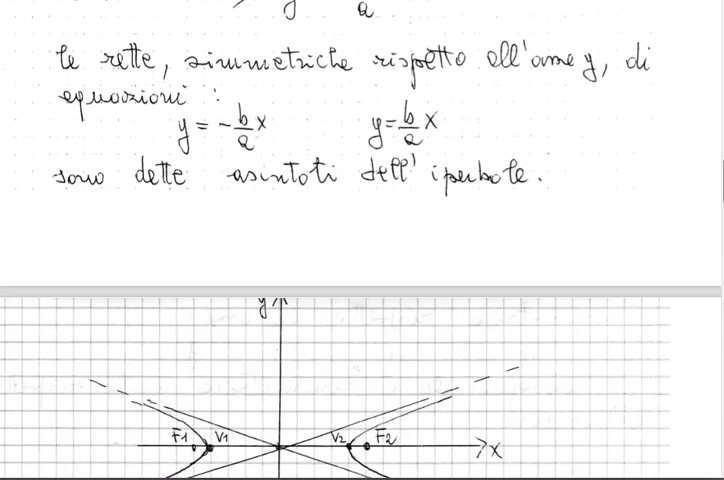 y a
le rette, simmetriche rispetto all'asse y, di
equazioni :
y = -b/a x y = b/a x
sono dette asintoti dell'iperbole.
y
F1 V1 V2 F2
x